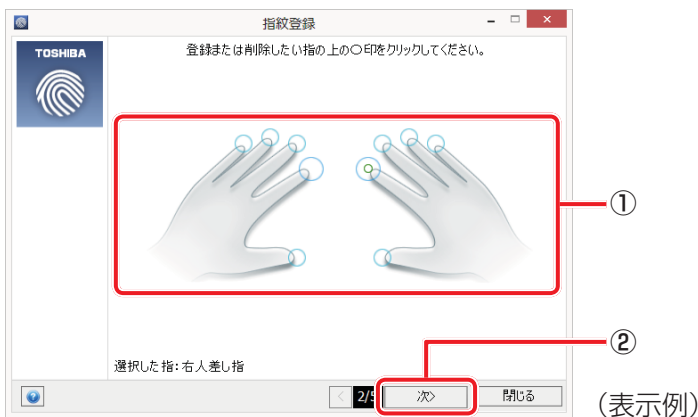 指紋登録
TOSHIBA
登録または削除したい指の上の○印をクリックしてください。
①
②
選択した指：右人差し指
< 2/5 次> 閉じる
（表示例）